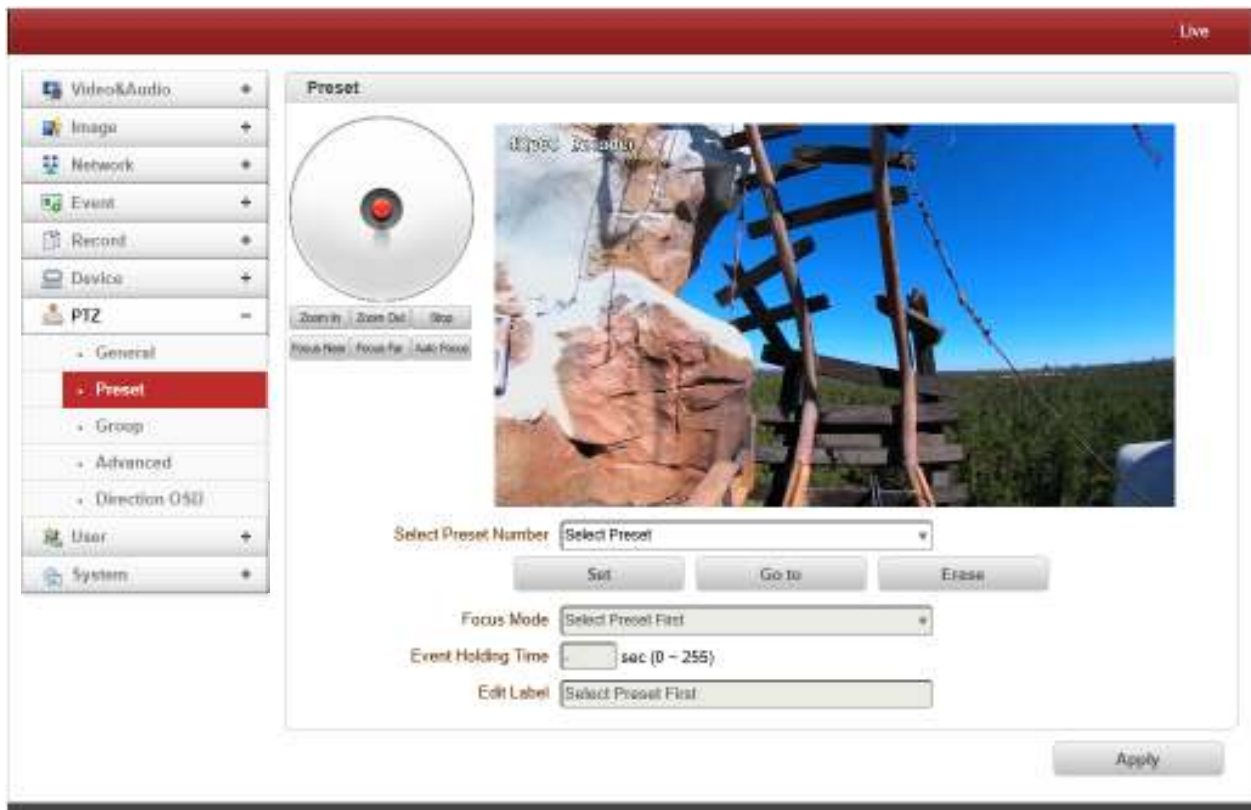 Live
Video&Audio
Image
Network
Event
Record
Device
PTZ
General
Preset
Group
Advanced
Direction OSD
User
System
Preset
Zoom In Zoom Out Stop
Focus Near Focus Far Auto Focus
Select Preset Number Select Preset
Set Go to Erase
Focus Mode Select Preset First
Event Holding Time - sec (0 ~ 255)
Edit Label Select Preset First
Apply